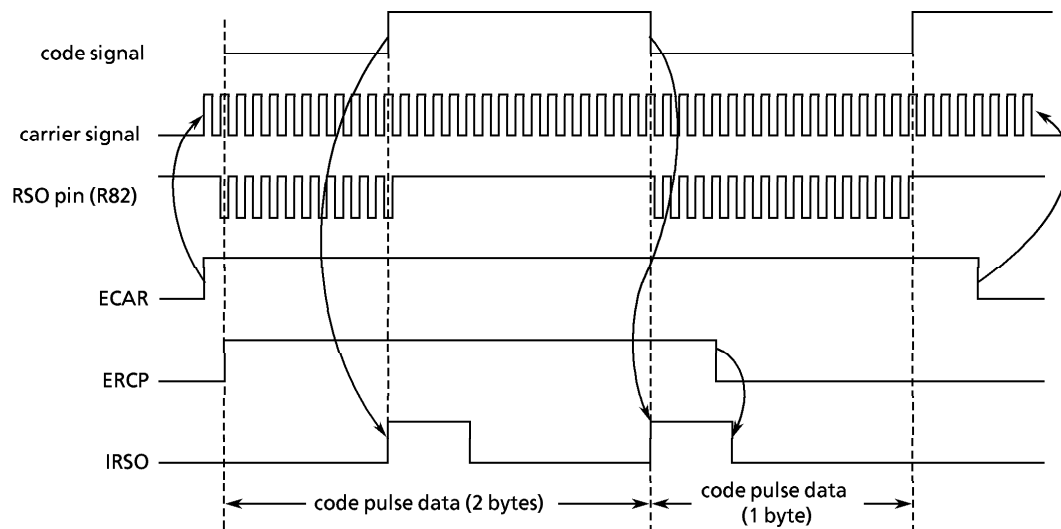 code signal
carrier signal
RSO pin (R82)
ECAR
ERCP
IRSO
code pulse data (2 bytes)
code pulse data
(1 byte)